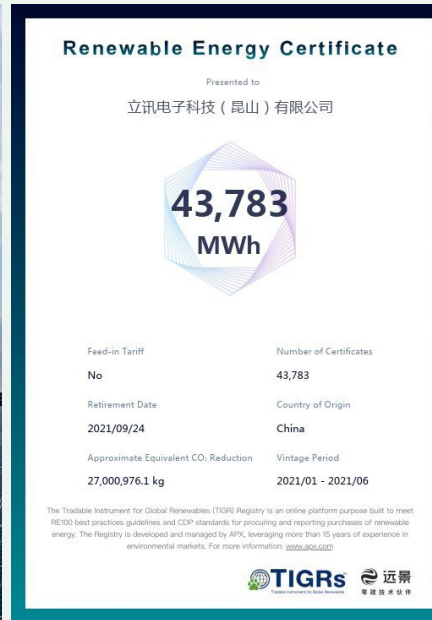 Renewable Energy Certificate
Presented to
立讯电子科技（昆山）有限公司
43,783
MWh
Feed-in Tariff
Number of Certificates
No
43,783
Retirement Date
Country of Origin
2021/09/24
China
Approximate Equivalent CO₂ Reduction
Vintage Period
27,000,976.1 kg
2021/01 - 2021/06
The Tradable Instrument for Global Renewables (TIGR) Registry is an online platform purpose built to meet
RE100 best practices guidelines and CDP standards for procuring and reporting purchases of renewable
energy. The Registry is developed and managed by APX, leveraging more than 15 years of experience in
environmental markets. For more information: www.apx.com
TIGRs
Tradable Instruments for Global Renewables
远景
零碳技术伙伴